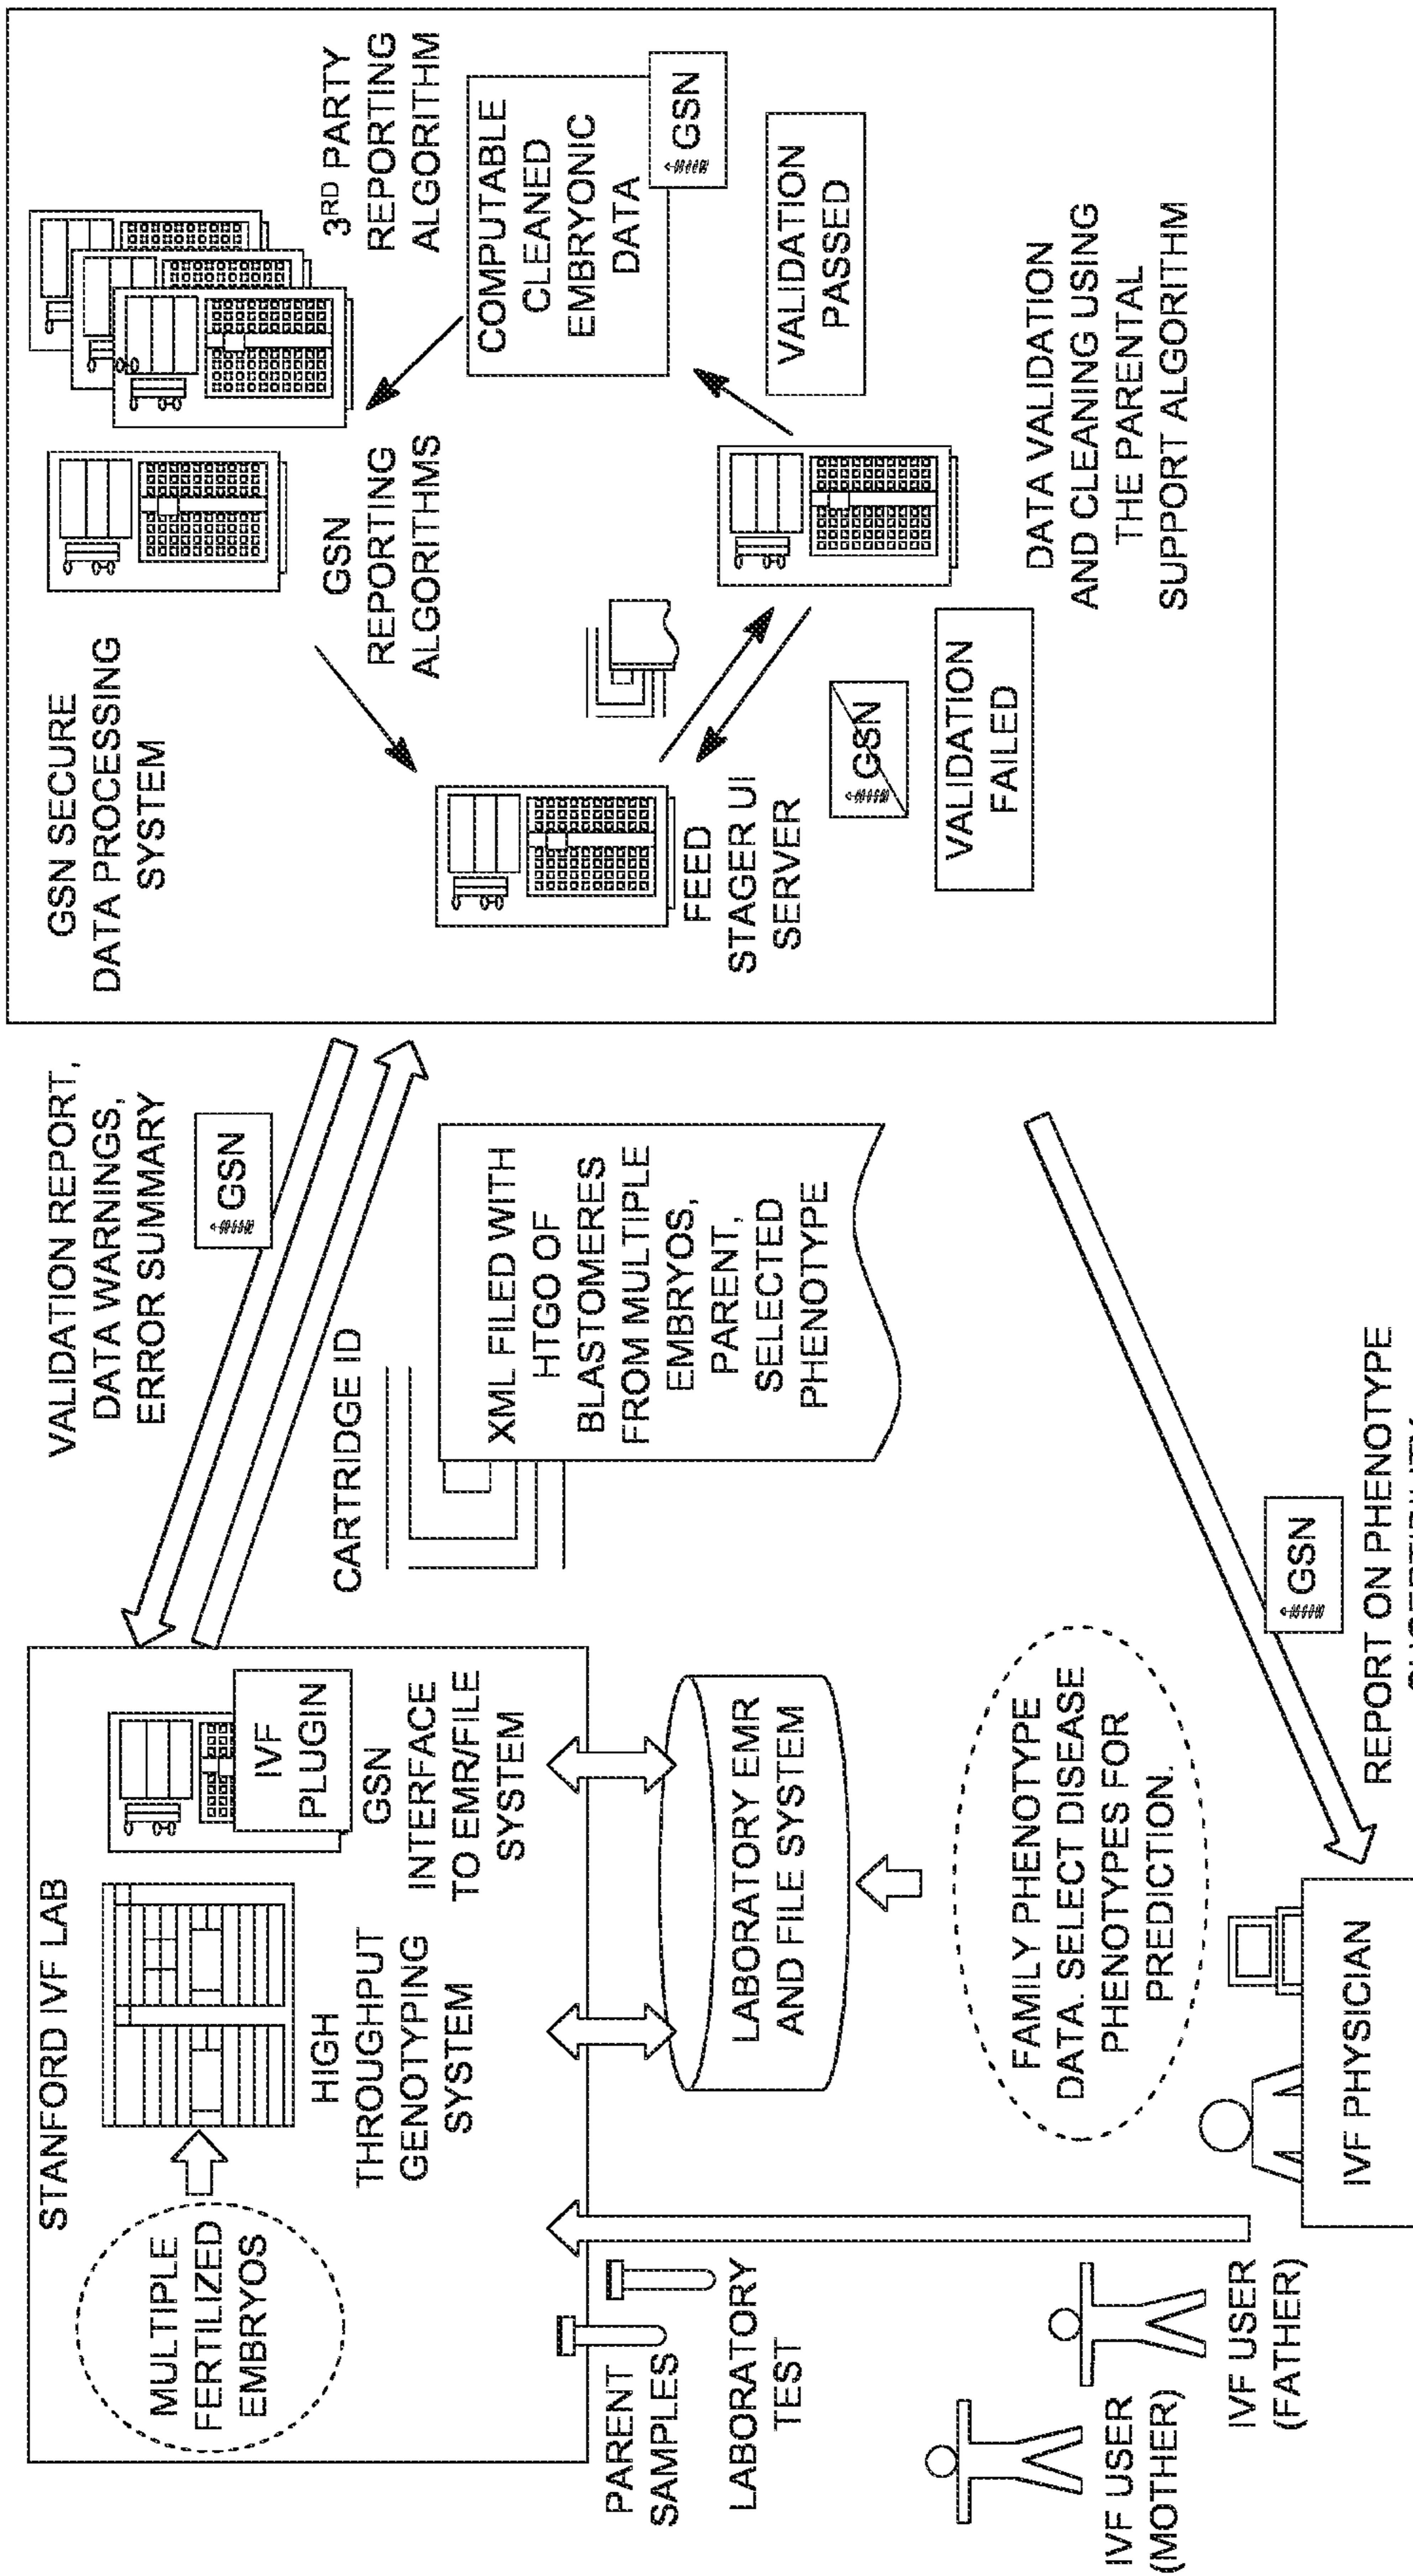 STANFORD IVF LAB
MULTIPLE
FERTILIZED
EMBRYOS
HIGH
THROUGHPUT
GENOTYPING
SYSTEM
IVF
PLUGIN
GSN
INTERFACE
TO EMR/FILE
SYSTEM
PARENT
SAMPLES
LABORATORY
TEST
LABORATORY EMR
AND FILE SYSTEM
FAMILY PHENOTYPE
DATA. SELECT DISEASE
PHENOTYPES FOR
PREDICTION.
IVF USER
(MOTHER)
IVF USER
(FATHER)
IVF PHYSICIAN
VALIDATION REPORT,
DATA WARNINGS,
ERROR SUMMARY
GSN
CARTRIDGE ID
XML FILED WITH
HTGO OF
BLASTOMERES
FROM MULTIPLE
EMBRYOS,
PARENT,
SELECTED
PHENOTYPE
GSN
REPORT ON PHENOTYPE
GSN SECURE
DATA PROCESSING
SYSTEM
GSN
REPORTING
ALGORITHMS
3RD PARTY
REPORTING
ALGORITHM
COMPUTABLE
CLEANED
EMBRYONIC
DATA
GSN
VALIDATION
PASSED
FEED
STAGER UI
SERVER
GSN
VALIDATION
FAILED
DATA VALIDATION
AND CLEANING USING
THE PARENTAL
SUPPORT ALGORITHM